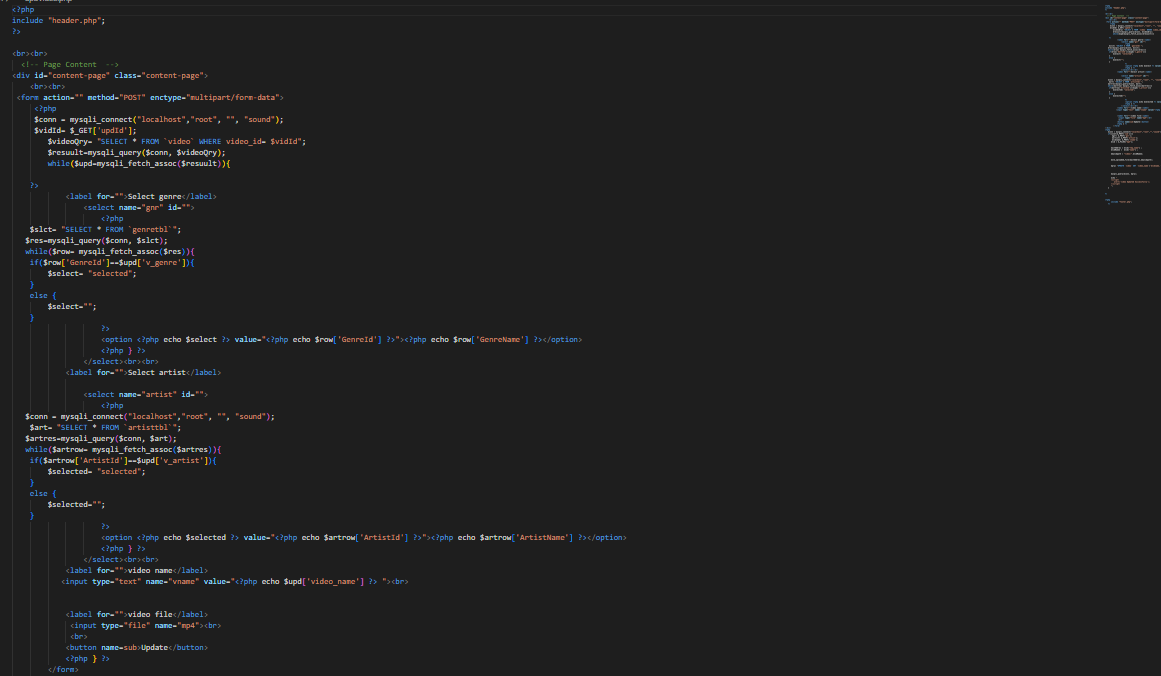 <?php
include "header.php";
?>
<br><br>
<!-- Page Content  -->
<div id="content-page" class="content-page">
<br><br>
<form action="" method="POST" enctype="multipart/form-data">
<?php
$conn = mysqli_connect("localhost","root", "", "sound");
$vidId= $_GET['updId'];
$videoQry= "SELECT * FROM `video` WHERE video_id= $vidId";
$resuult=mysqli_query($conn, $videoQry);
while($upd=mysqli_fetch_assoc($resuult)){
?>
<label for="">Select genre</label>
<select name="gnr" id="">
<?php
$slct= "SELECT * FROM `genretbl`";
$res=mysqli_query($conn, $slct);
while($row= mysqli_fetch_assoc($res)){
if($row['GenreId']==$upd['v_genre']){
$select= "selected";
}
else {
$select="";
}
?>
<option <?php echo $select ?> value="<?php echo $row['GenreId'] ?>"><?php echo $row['GenreName'] ?></option>
<?php } ?>
</select><br><br>
<label for="">Select artist</label>
<select name="artist" id="">
<?php
$conn = mysqli_connect("localhost","root", "", "sound");
$art= "SELECT * FROM `artisttbl`";
$artres=mysqli_query($conn, $art);
while($artrow= mysqli_fetch_assoc($artres)){
if($artrow['ArtistId']==$upd['v_artist']){
$selected= "selected";
}
else {
$selected="";
}
?>
<option <?php echo $selected ?> value="<?php echo $artrow['ArtistId'] ?>"><?php echo $artrow['ArtistName'] ?></option>
<?php } ?>
</select><br><br>
<label for="">video name</label>
<input type="text" name="vname" value="<?php echo $upd['video_name'] ?> "><br>
<label for="">video file</label>
<input type="file" name="mp4"><br>
<br>
<button name=sub>Update</button>
<?php } ?>
</form>